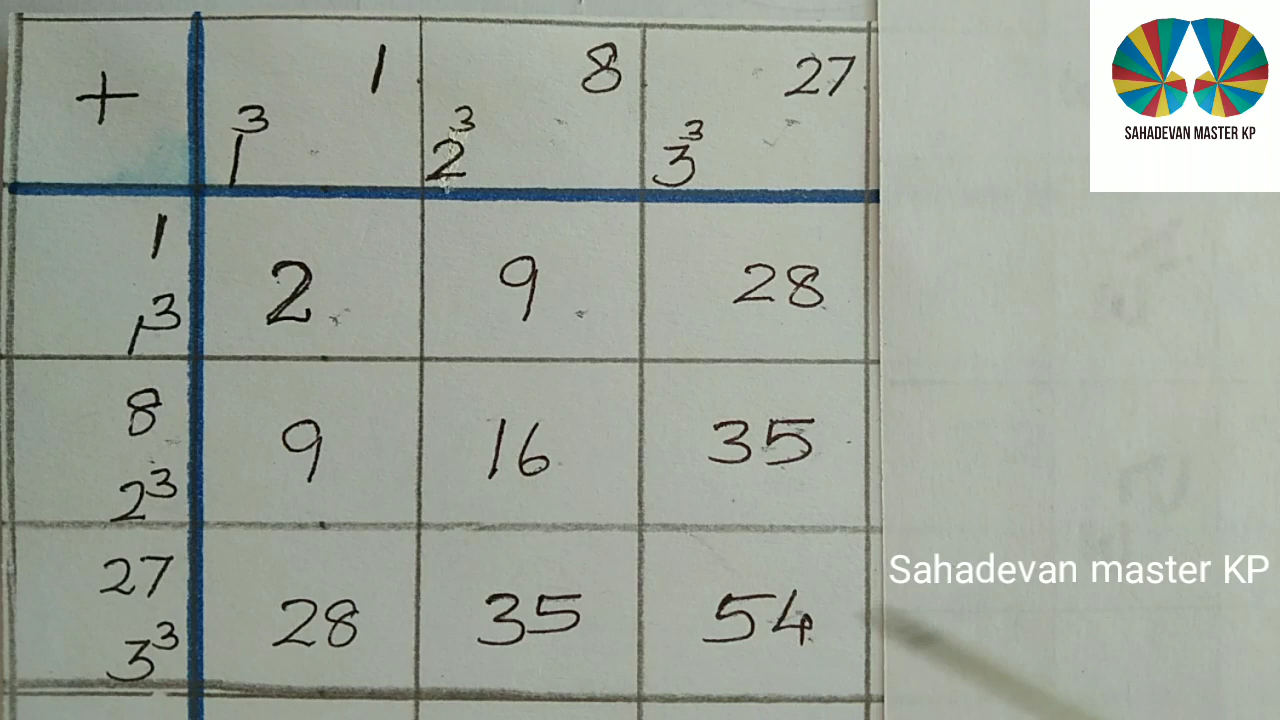 + 1 8 27
1³ 2³ 3³
1
1³ 2 9 28
8
2³ 9 16 35
27
3³ 28 35 54
SAHADEVAN MASTER KP
Sahadevan master KP